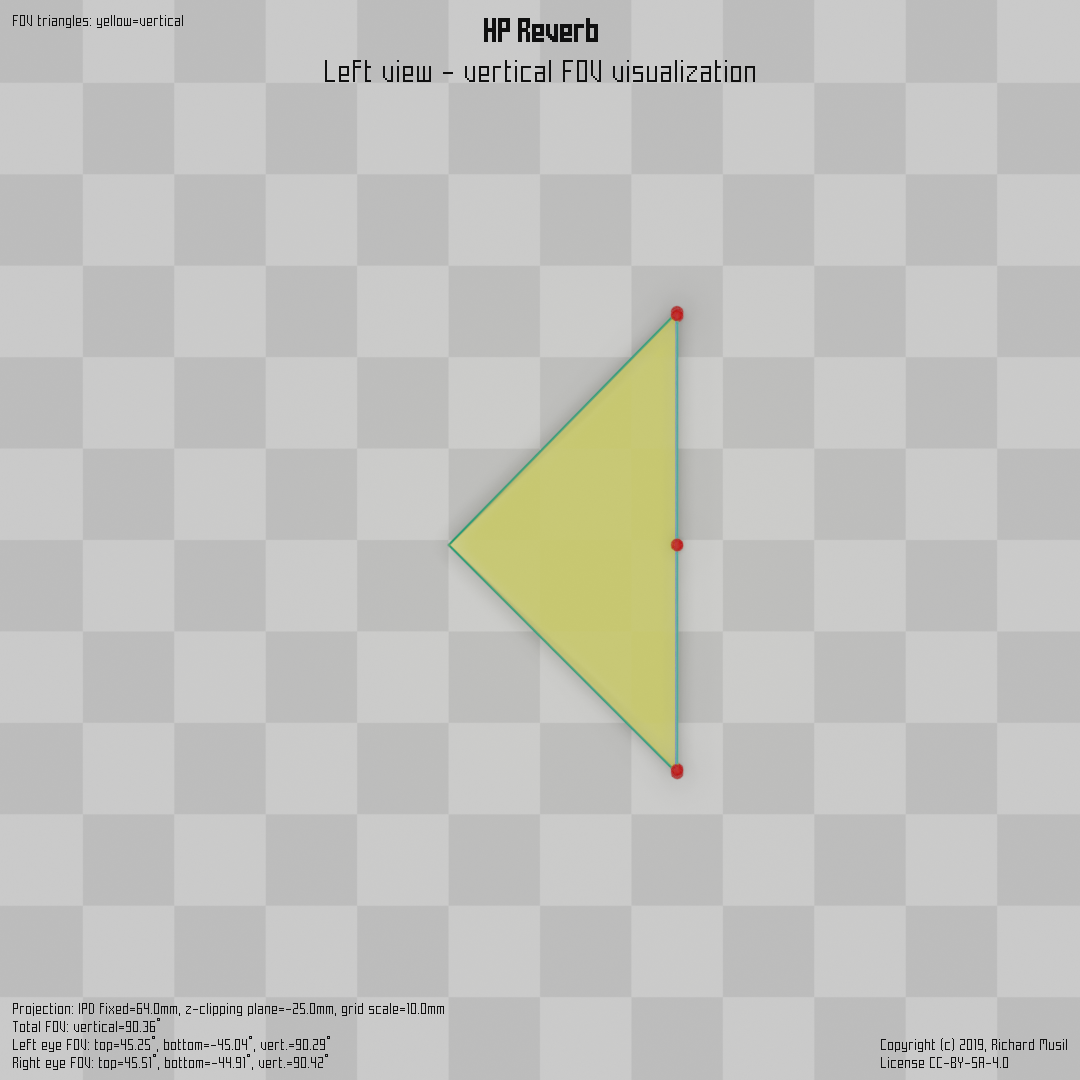 FOV triangles: yellow=vertical
HP Reverb
Left view - vertical FOV visualization
Projection: IPD fixed=64.0mm, z-clipping plane=-25.0mm, grid scale=10.0mm
Total FOV: vertical=90.36°
Left eye FOV: top=45.25°, bottom=-45.04°, vert.=90.29°
Right eye FOV: top=45.51°, bottom=-44.91°, vert.=90.42°
Copyright (c) 2019, Richard Musil
License CC-BY-SA-4.0